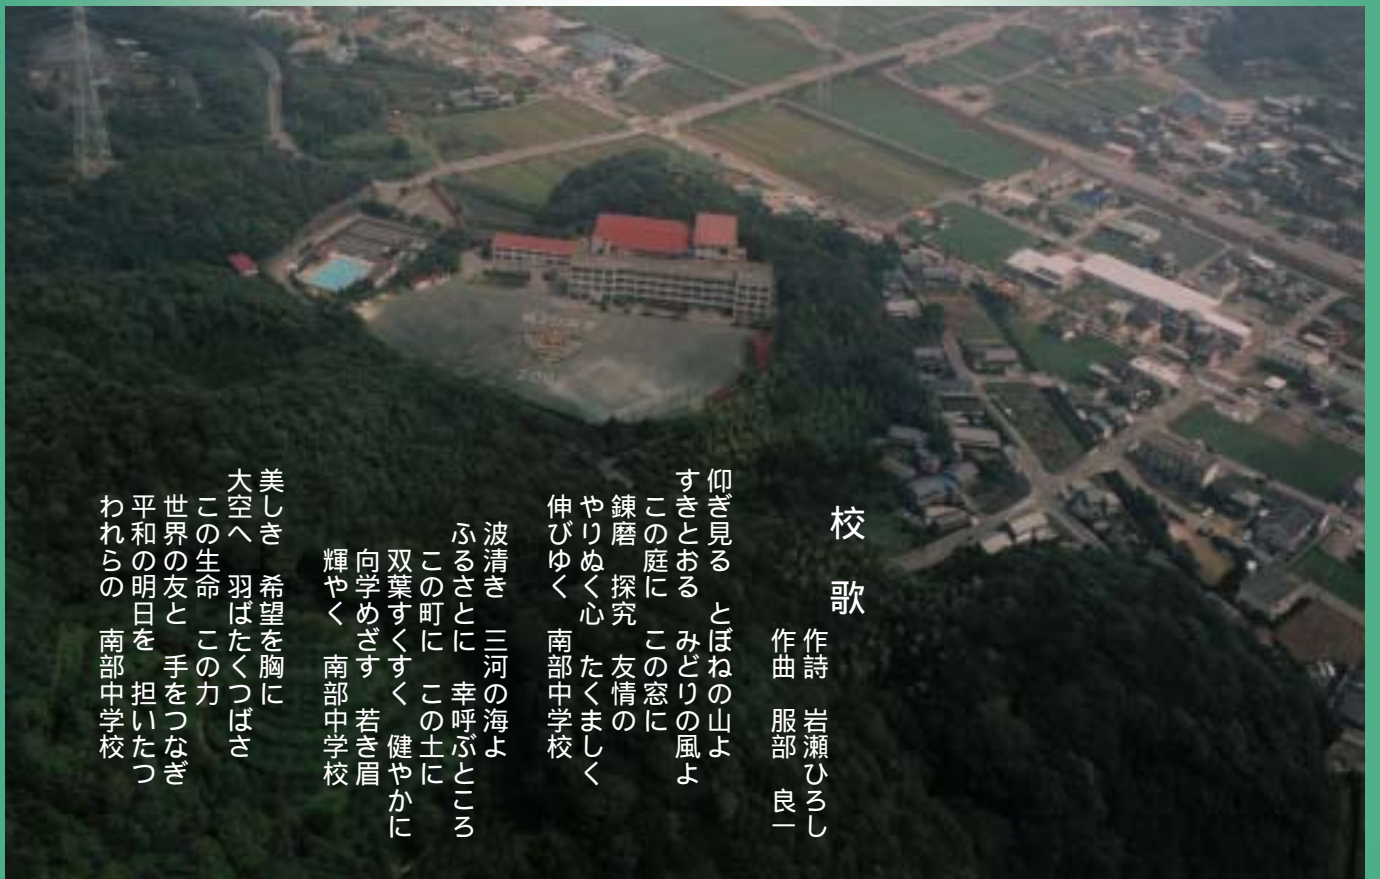 校　歌
作詩　岩瀬ひろし
作曲　服部　良一
仰ぎ見る　とぼねの山よ
すきとおる　みどりの風よ
この庭に　この窓に
錬磨　探究　友情の
やりぬく心　たくましく
伸びゆく　南部中学校
波清き　三河の海よ
ふるさとに　幸呼ぶところ
この町に　この土に
双葉すくすく　健やかに
向学めざす　若き眉
輝やく　南部中学校
美しき　希望を胸に
大空へ　羽ばたくつばさ
この生命　この力
世界の友と　手をつなぎ
平和の明日を　担いたつ
われらの　南部中学校